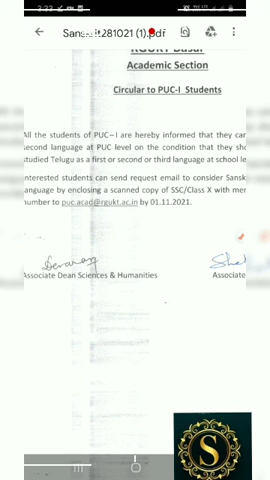 3:22
Sans
it281021 (1).pdf
RGUKT Basar
Academic Section
Circular to PUC-I Students
All the students of PUC – I are hereby informed that they can
second language at PUC level on the condition that they sho
studied Telugu as a first or second or third language at school le
Interested students can send request email to consider Sansk
language by enclosing a scanned copy of SSC/Class X with mer
number to puc.acad@rgukt.ac.in by 01.11.2021.
Associate Dean Sciences & Humanities
Associate
S